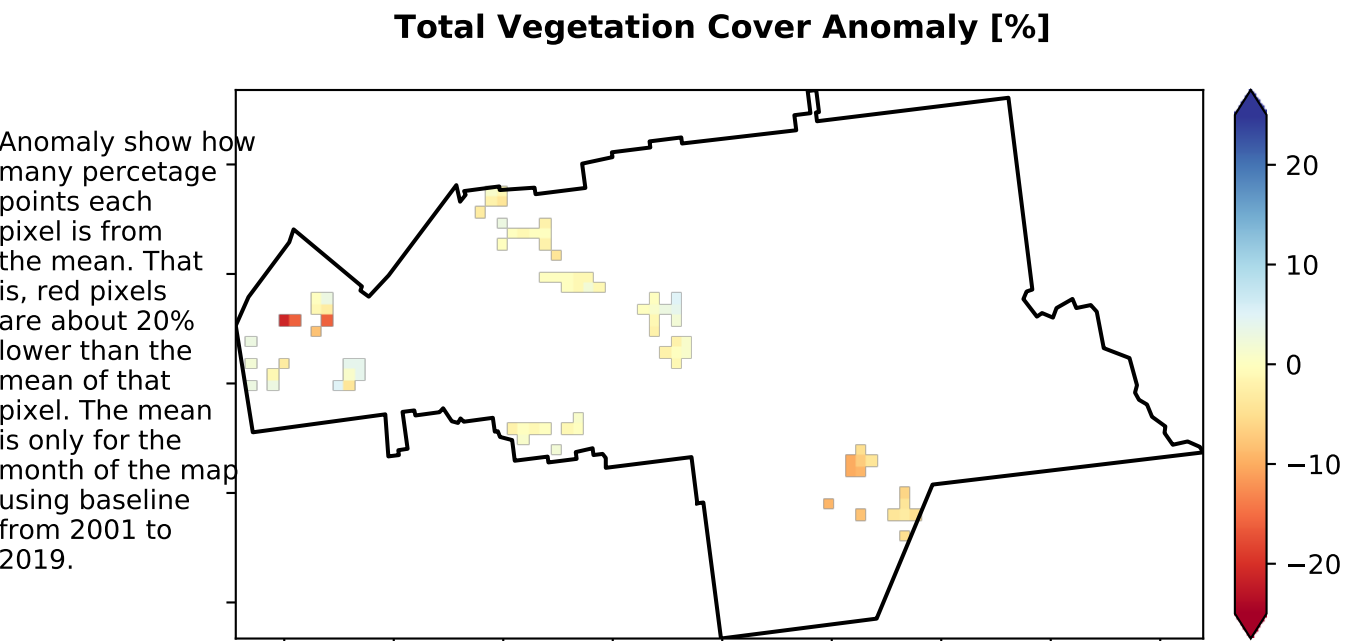 Total Vegetation Cover Anomaly [%]
Anomaly show how
many percetage
points each
pixel is from
the mean. That
is, red pixels
are about 20%
lower than the
mean of that
pixel. The mean
is only for the
month of the map
using baseline
from 2001 to
2019.
20
10
0
−10
−20